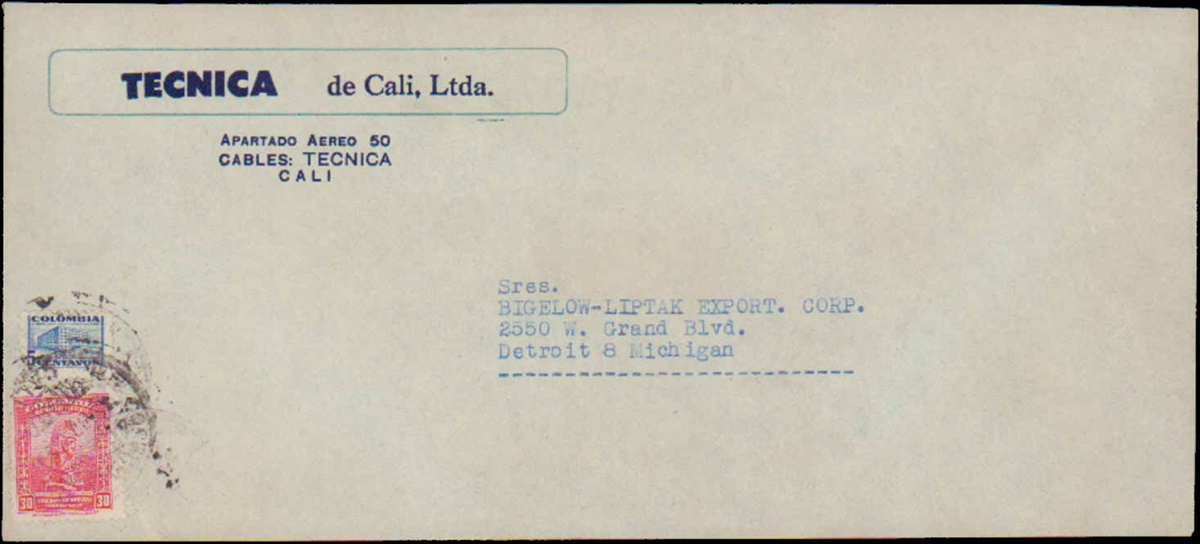 TECNICA de Cali, Ltda.
APARTADO AEREO 50
CABLES: TECNICA
CALI
Sres.
BIGELOW-LIPTAK EXPORT. CORP.
2550 W. Grand Blvd.
Detroit 8 Michigan
COLOMBIA
5 CENTAVOS
30 30